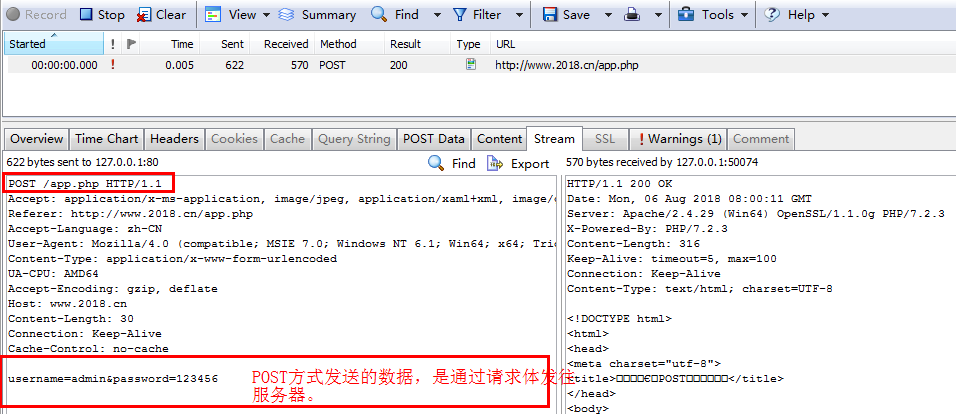 Record Stop Clear View Summary Find Filter Save Tools Help
Started ! Time Sent Received Method Result Type URL
00:00:00.000 ! 0.005 622 570 POST 200 http://www.2018.cn/app.php
Overview Time Chart Headers Cookies Cache Query String POST Data Content Stream SSL ! Warnings (1) Comment
622 bytes sent to 127.0.0.1:80 Find Export
POST /app.php HTTP/1.1
Accept: application/x-ms-application, image/jpeg, application/xaml+xml, image/
Referer: http://www.2018.cn/app.php
Accept-Language: zh-CN
User-Agent: Mozilla/4.0 (compatible; MSIE 7.0; Windows NT 6.1; Win64; x64; Tri
Content-Type: application/x-www-form-urlencoded
UA-CPU: AMD64
Accept-Encoding: gzip, deflate
Host: www.2018.cn
Content-Length: 30
Connection: Keep-Alive
Cache-Control: no-cache
username=admin&password=123456
POST方式发送的数据，是通过请求体发往
服务器。
570 bytes received by 127.0.0.1:50074
HTTP/1.1 200 OK
Date: Mon, 06 Aug 2018 08:00:11 GMT
Server: Apache/2.4.29 (Win64) OpenSSL/1.1.0g PHP/7.2.3
X-Powered-By: PHP/7.2.3
Content-Length: 316
Keep-Alive: timeout=5, max=100
Connection: Keep-Alive
Content-Type: text/html; charset=UTF-8
<!DOCTYPE html>
<html>
<head>
<meta charset="utf-8">
<title>□□□□€□POST□□□□□□</title>
</head>
<body>